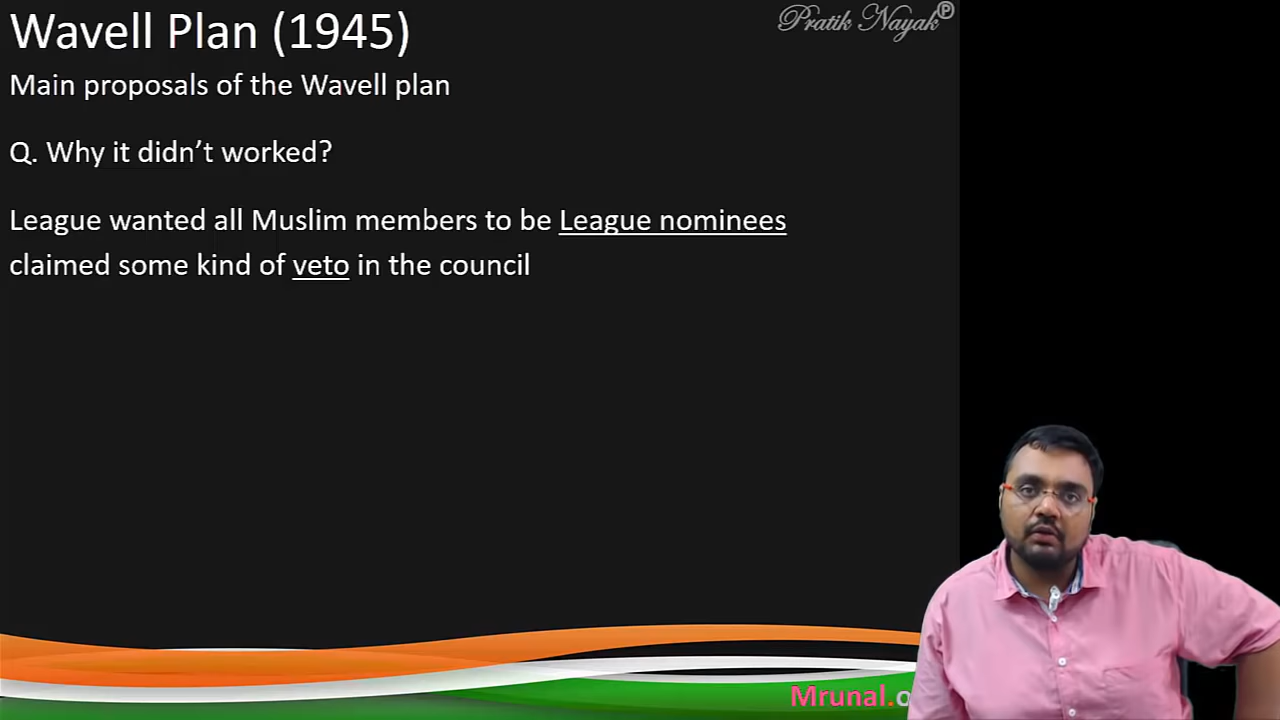 Wavell Plan (1945)
Pratik Nayak P
Main proposals of the Wavell plan
Q. Why it didn’t worked?
League wanted all Muslim members to be League nominees
claimed some kind of veto in the council
Mrunal.o